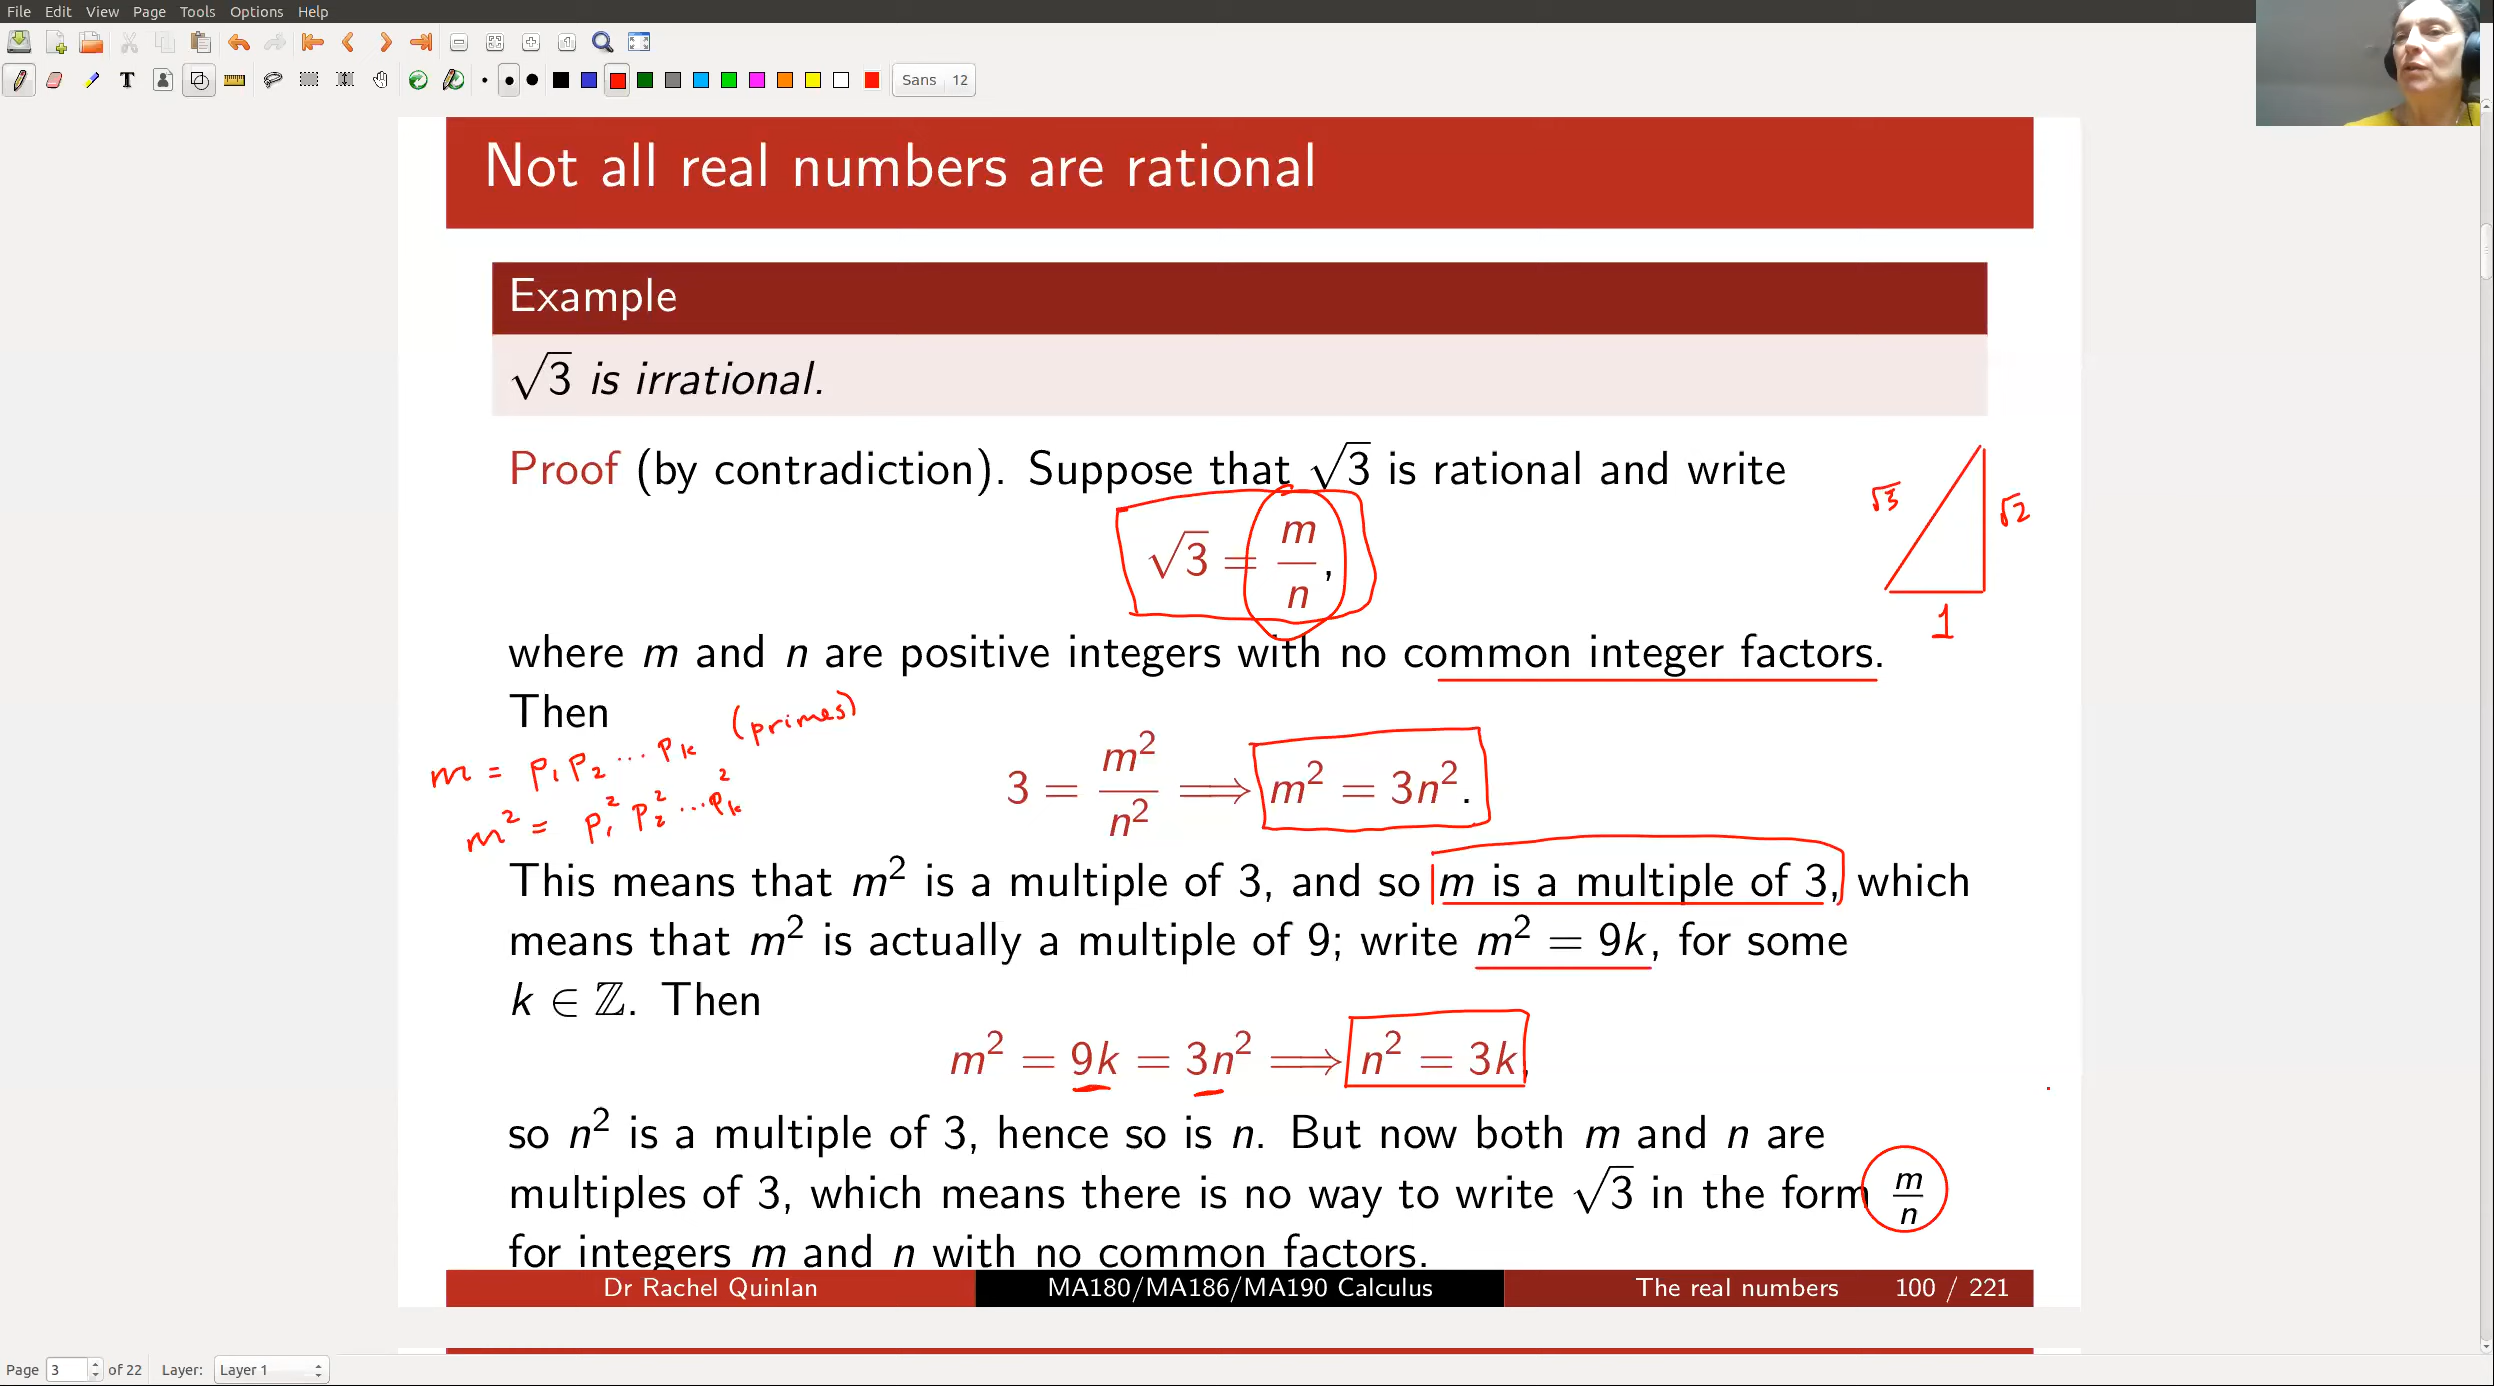 File Edit View Page Tools Options Help
Sans 12
Not all real numbers are rational
Example
√3 is irrational.
Proof (by contradiction). Suppose that √3 is rational and write
√3 = m/n,
√3
√2
1
where m and n are positive integers with no common integer factors.
Then
m = p₁ p₂ ··· pₖ (primes)
m² = p₁² p₂² ··· pₖ²
3 = m²/n² ⟹ m² = 3n².
This means that m² is a multiple of 3, and so m is a multiple of 3, which
means that m² is actually a multiple of 9; write m² = 9k, for some
k ∈ ℤ. Then
m² = 9k = 3n² ⟹ n² = 3k,
so n² is a multiple of 3, hence so is n. But now both m and n are
multiples of 3, which means there is no way to write √3 in the form m/n
for integers m and n with no common factors.
Dr Rachel Quinlan MA180/MA186/MA190 Calculus The real numbers 100 / 221
Page 3 of 22 Layer: Layer 1